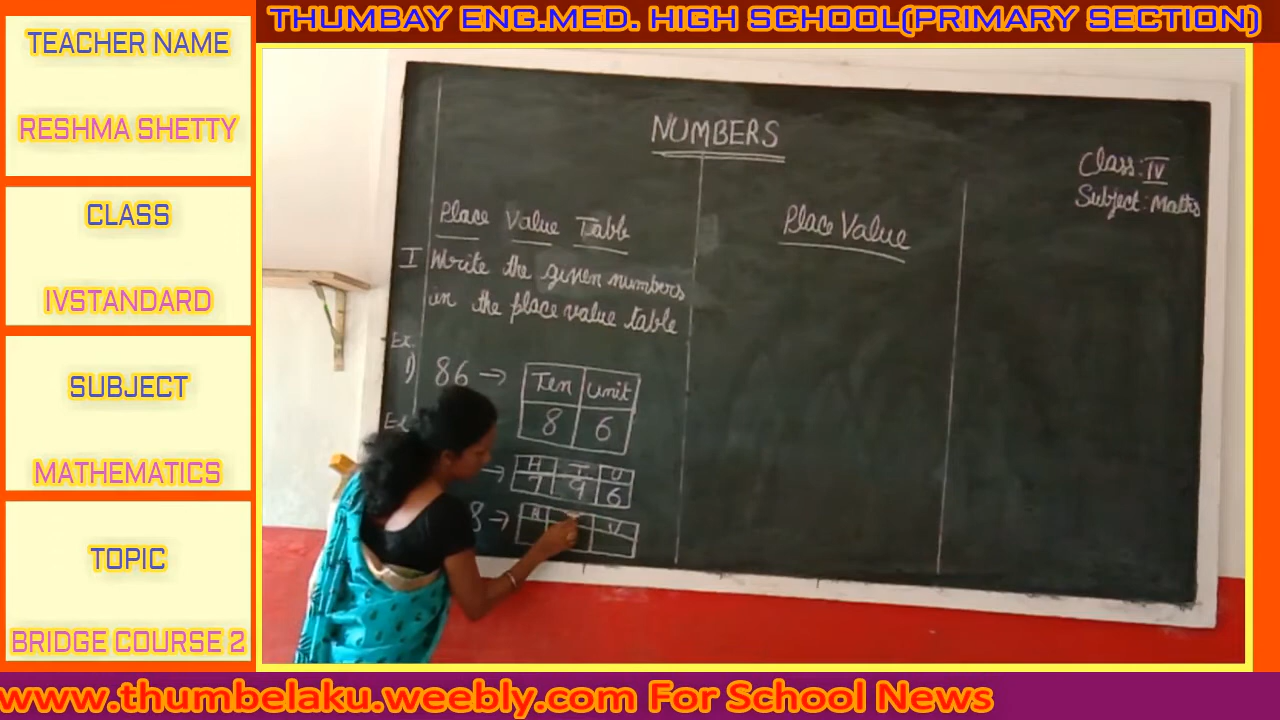 THUMBAY ENG.MED. HIGH SCHOOL(PRIMARY SECTION)
TEACHER NAME
RESHMA SHETTY
CLASS
IVSTANDARD
SUBJECT
MATHEMATICS
TOPIC
BRIDGE COURSE 2
NUMBERS
Class: IV
Subject: Maths
Place Value Table
I Write the given numbers
in the place value table
Ex.
1) 86 → Ten Unit
8 6
→ H T U
7 9 6
8 → H T U
Place Value
www.thumbelaku.weebly.com For School News